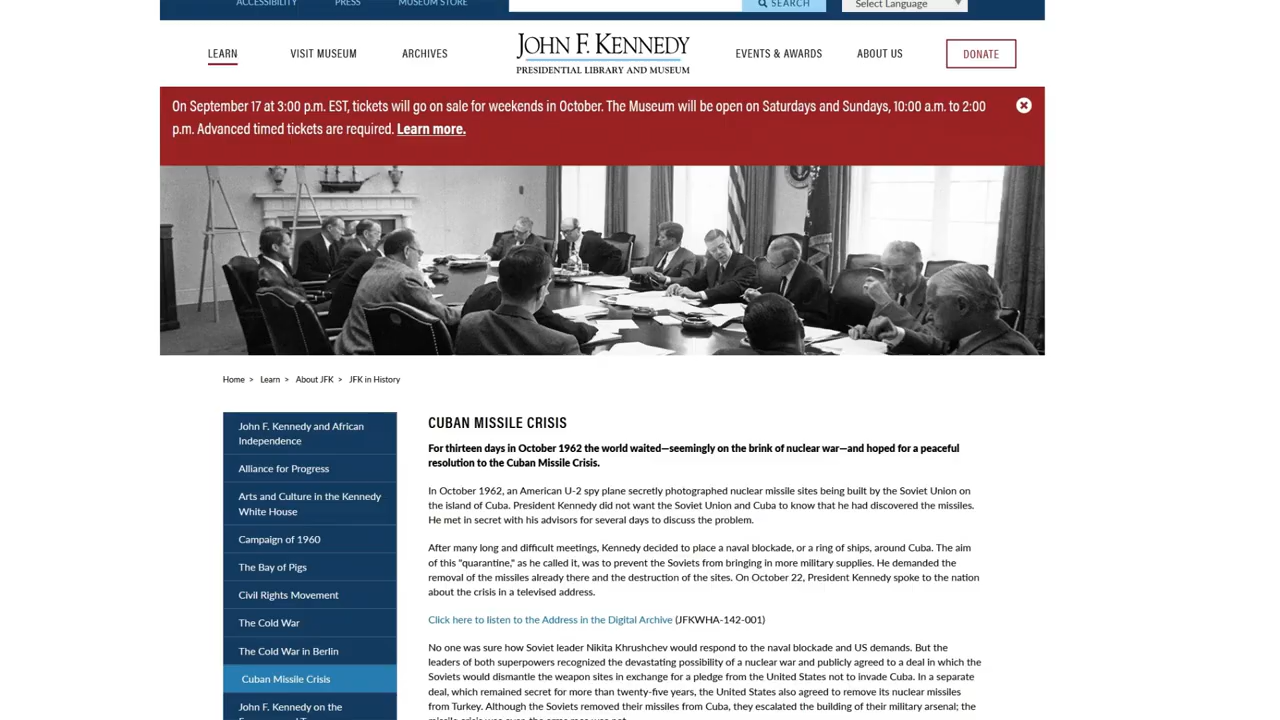 ACCESSIBILITY PRESS MUSEUM STORE SEARCH Select Language
LEARN VISIT MUSEUM ARCHIVES JOHN F. KENNEDY EVENTS & AWARDS ABOUT US DONATE
PRESIDENTIAL LIBRARY AND MUSEUM
On September 17 at 3:00 p.m. EST, tickets will go on sale for weekends in October. The Museum will be open on Saturdays and Sundays, 10:00 a.m. to 2:00
p.m. Advanced timed tickets are required. Learn more.
Home > Learn > About JFK > JFK in History
John F. Kennedy and African
Independence
Alliance for Progress
Arts and Culture in the Kennedy
White House
Campaign of 1960
The Bay of Pigs
Civil Rights Movement
The Cold War
The Cold War in Berlin
Cuban Missile Crisis
John F. Kennedy on the
CUBAN MISSILE CRISIS
For thirteen days in October 1962 the world waited—seemingly on the brink of nuclear war—and hoped for a peaceful
resolution to the Cuban Missile Crisis.
In October 1962, an American U-2 spy plane secretly photographed nuclear missile sites being built by the Soviet Union on
the island of Cuba. President Kennedy did not want the Soviet Union and Cuba to know that he had discovered the missiles.
He met in secret with his advisors for several days to discuss the problem.
After many long and difficult meetings, Kennedy decided to place a naval blockade, or a ring of ships, around Cuba. The aim
of this "quarantine," as he called it, was to prevent the Soviets from bringing in more military supplies. He demanded the
removal of the missiles already there and the destruction of the sites. On October 22, President Kennedy spoke to the nation
about the crisis in a televised address.
Click here to listen to the Address in the Digital Archive (JFKWHA-142-001)
No one was sure how Soviet leader Nikita Khrushchev would respond to the naval blockade and US demands. But the
leaders of both superpowers recognized the devastating possibility of a nuclear war and publicly agreed to a deal in which the
Soviets would dismantle the weapon sites in exchange for a pledge from the United States not to invade Cuba. In a separate
deal, which remained secret for more than twenty-five years, the United States also agreed to remove its nuclear missiles
from Turkey. Although the Soviets removed their missiles from Cuba, they escalated the building of their military arsenal; the
missile crisis was over, the arms race was not.